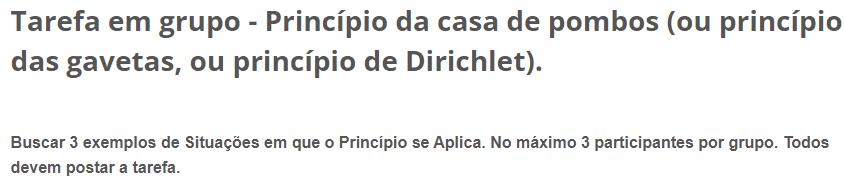 Tarefa em grupo - Princípio da casa de pombos (ou princípio
das gavetas, ou princípio de Dirichlet).
Buscar 3 exemplos de Situações em que o Princípio se Aplica. No máximo 3 participantes por grupo. Todos
devem postar a tarefa.